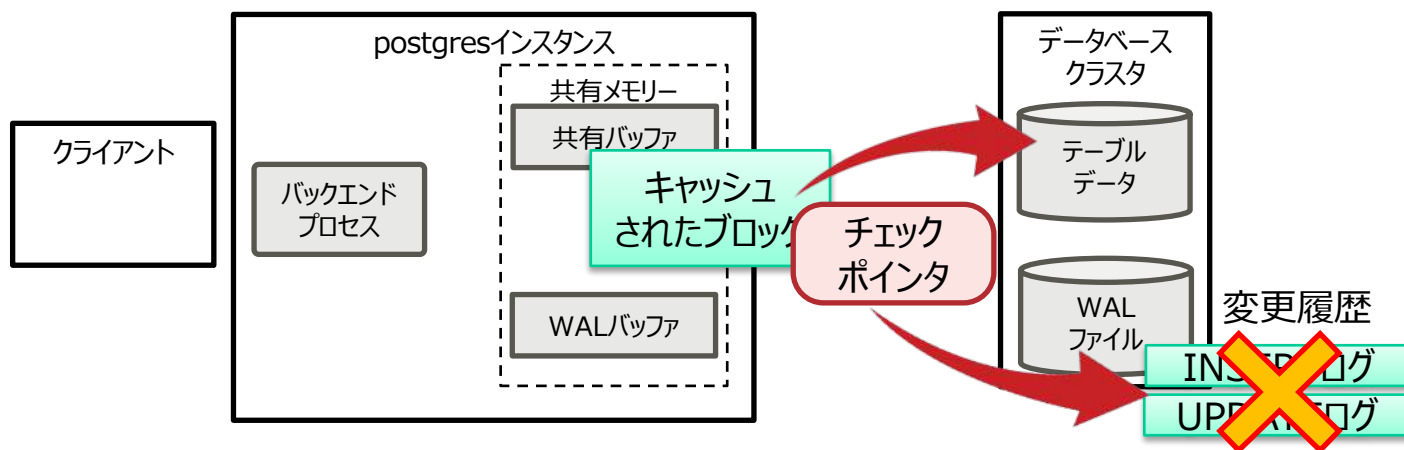 postgresインスタンス
データベース
クラスタ
共有メモリー
共有バッファ
クライアント
テーブル
データ
バックエンド
プロセス
キャッシュ
されたブロック
チェック
ポインタ
WALバッファ
WAL
ファイル
変更履歴